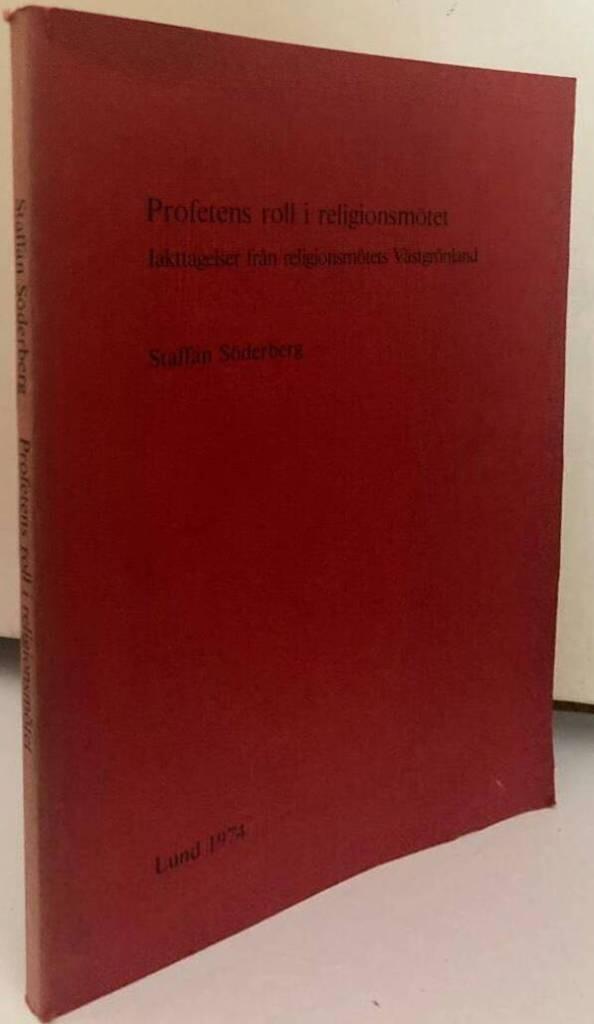 Profetens roll i religionsmötet
Iakttagelser från religionsmötets Västgrönland
Staffan Söderberg
Lund 1974
Staffan Söderberg Profetens roll i religionsmötet